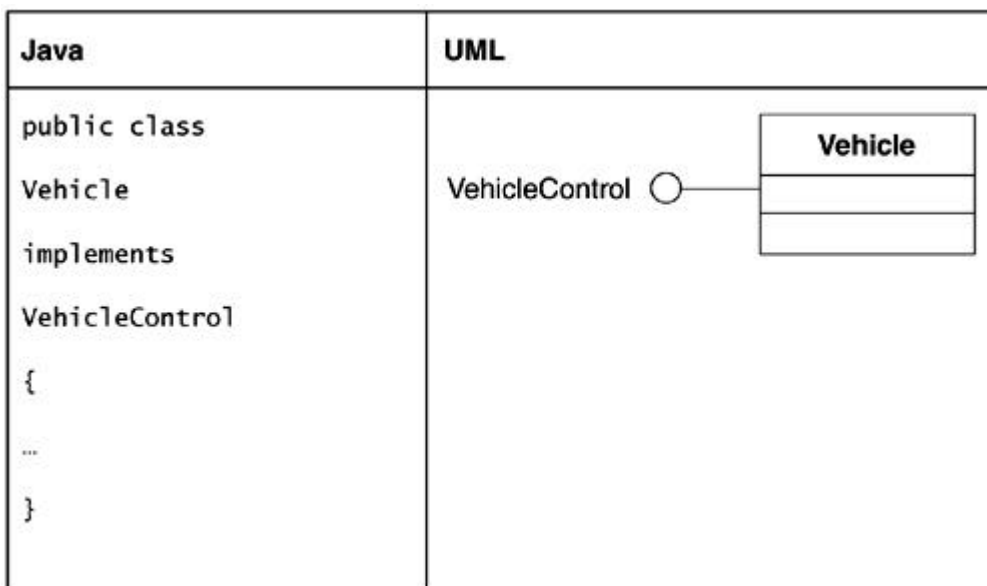 Java
UML
public class
Vehicle
implements
VehicleControl
{
…
}
VehicleControl
Vehicle